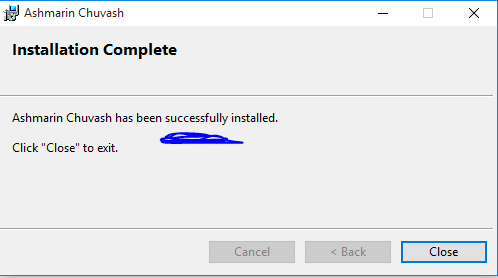 Ashmarin Chuvash
Installation Complete
Ashmarin Chuvash has been successfully installed.
Click "Close" to exit.
Cancel
< Back
Close